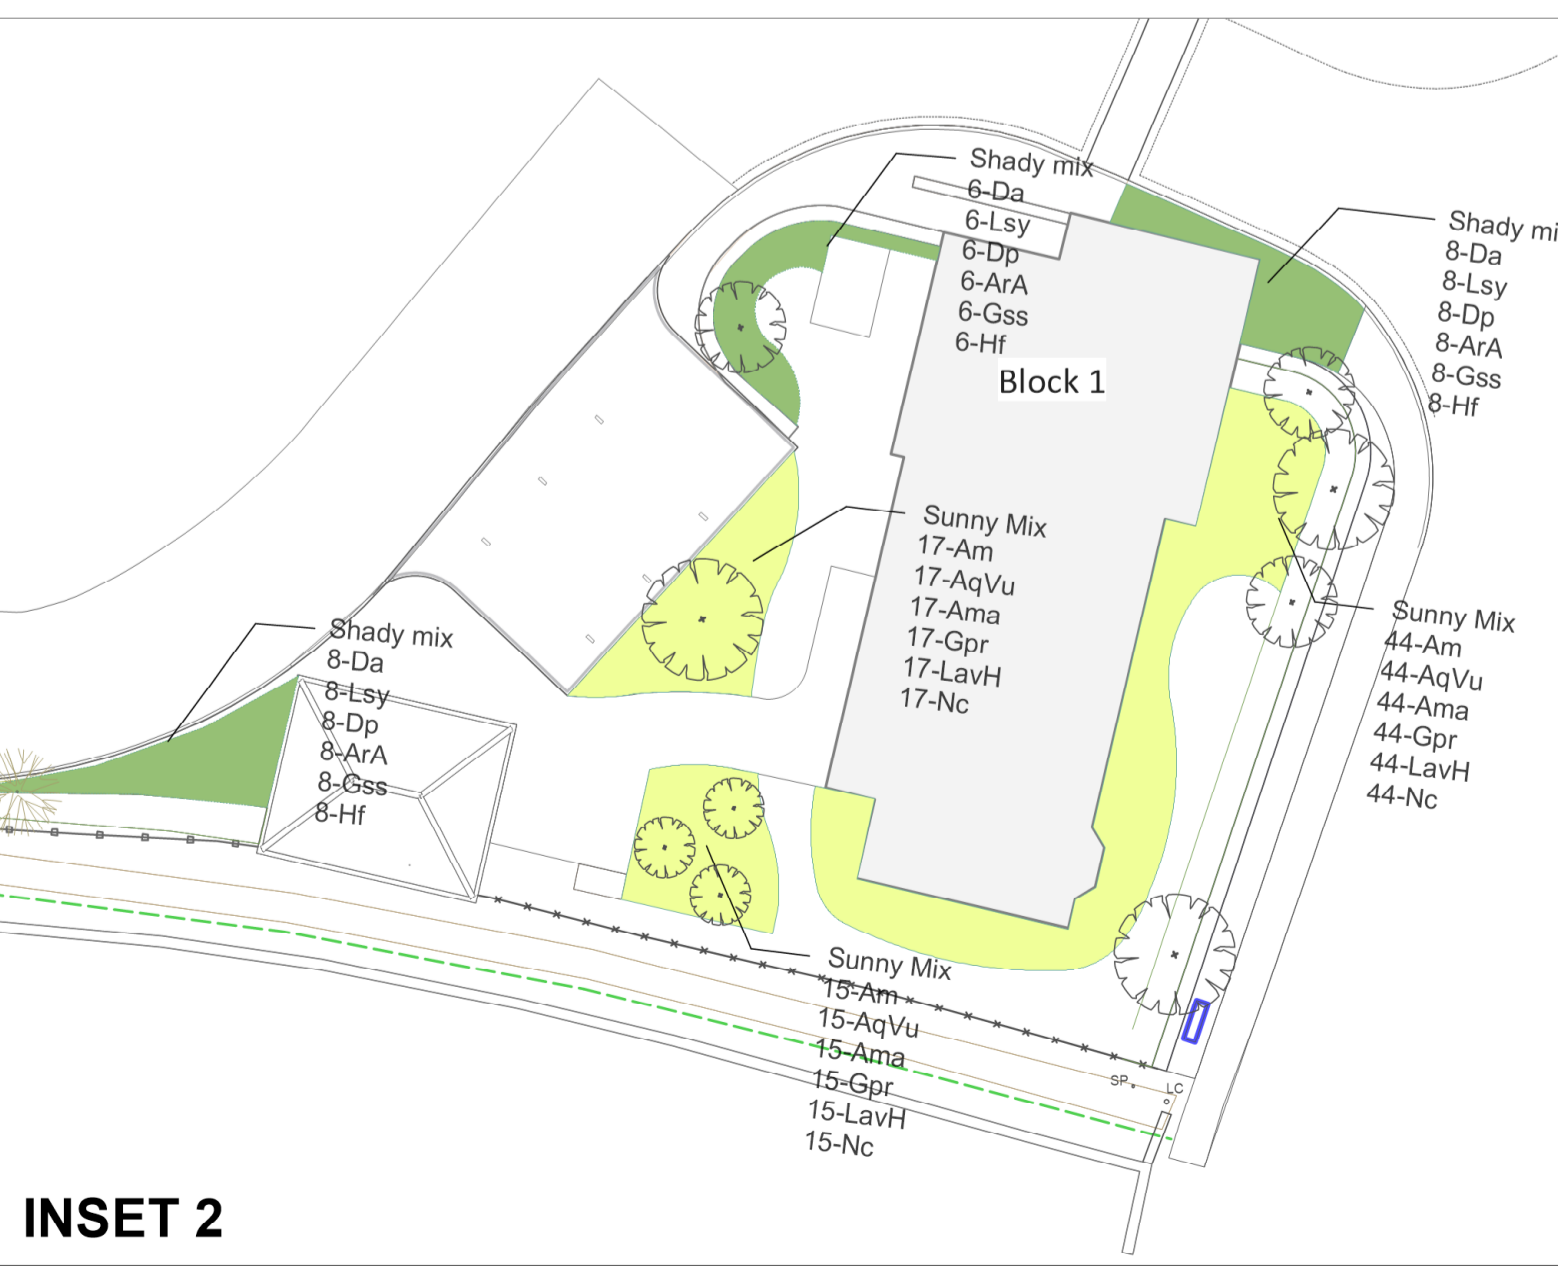 Shady mix
6-Da
6-Lsy
6-Dp
6-ArA
6-Gss
6-Hf
Block 1
Shady mi
8-Da
8-Lsy
8-Dp
8-ArA
8-Gss
8-Hf
Sunny Mix
17-Am
17-AqVu
17-Ama
17-Gpr
17-LavH
17-Nc
Sunny Mix
44-Am
44-AqVu
44-Ama
44-Gpr
44-LavH
44-Nc
Shady mix
8-Da
8-Lsy
8-Dp
8-ArA
8-Gss
8-Hf
Sunny Mix
15-Am
15-AqVu
15-Ama
15-Gpr
15-LavH
15-Nc
SP
LC
INSET 2